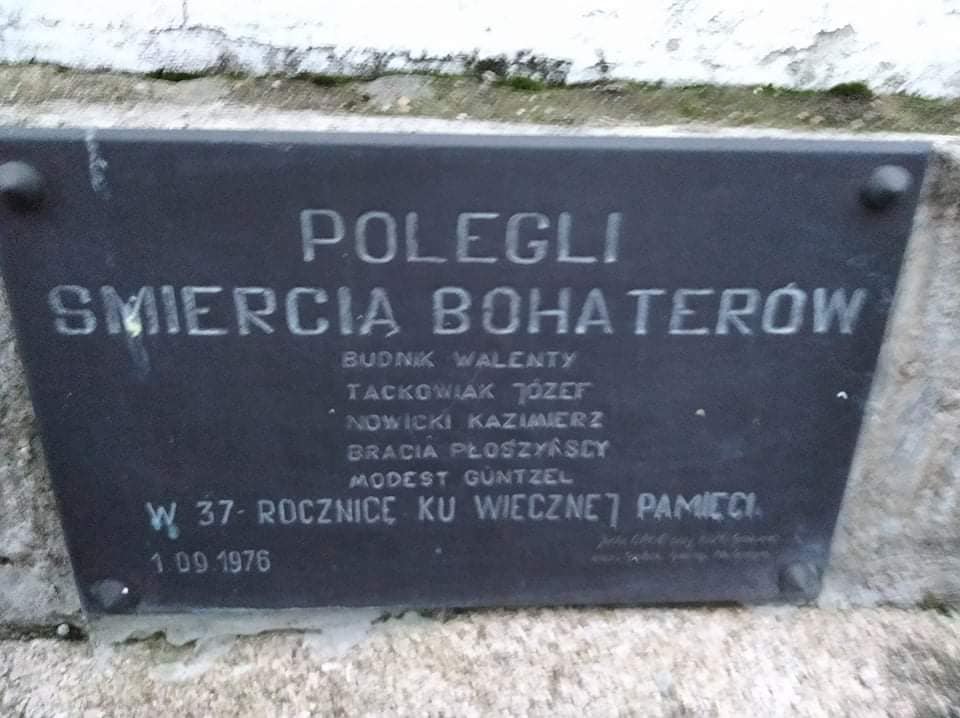 POLEGLI
ŚMIERCIĄ BOHATERÓW
BUDNIK WALENTY
TACKOWIAK JÓZEF
NOWICKI KAZIMIERZ
BRACIA PŁOSZYŃSCY
MODEST GÜNTZEL
W 37- ROCZNICĘ KU WIECZNEJ PAMIĘCI.
1.09.1976